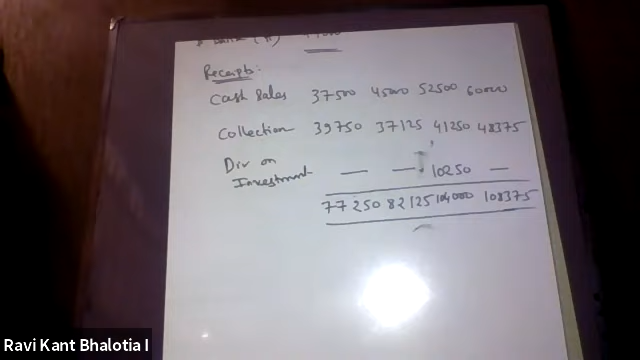 Receipts:
Cash Sales 37500 45000 52500 60000
Collection 39750 37125 41250 48375
Div on
Investment — — 10250 —
77250 82125 104000 108375
Ravi Kant Bhalotia I